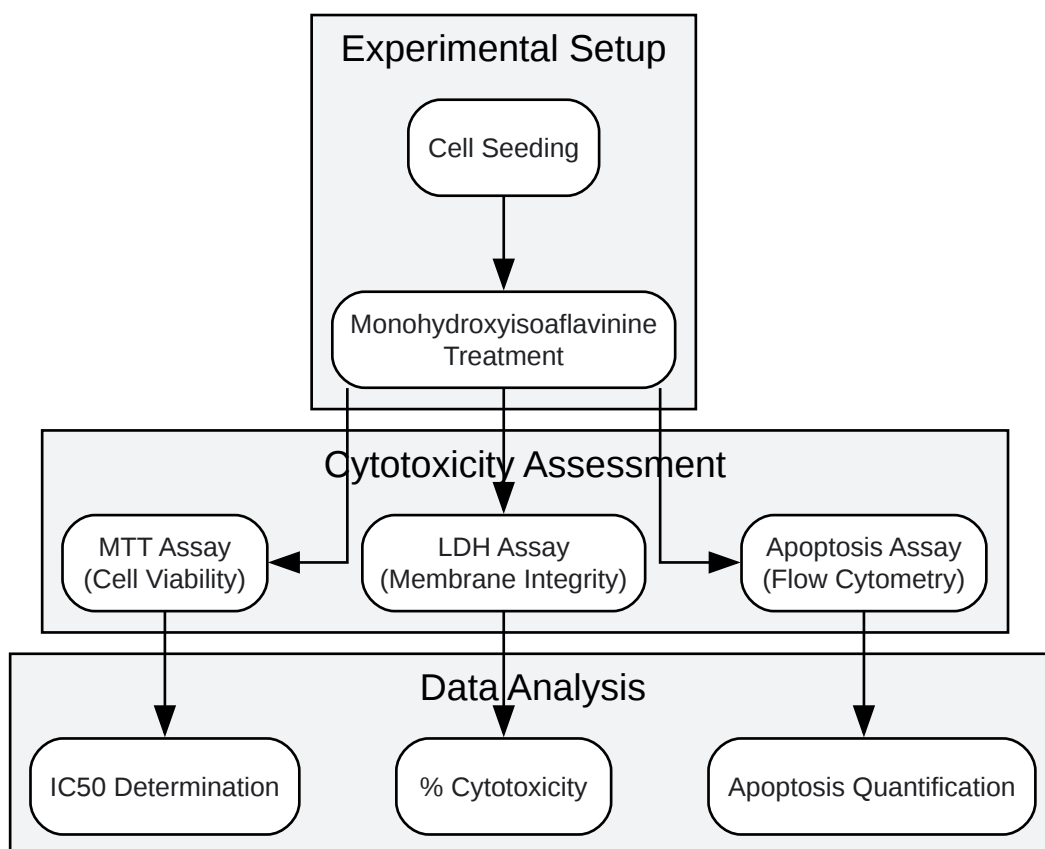 Experimental Setup
Cell Seeding
Monohydroxyisoaflavinine
Treatment
Cytotoxicity Assessment
MTT Assay
(Cell Viability)
LDH Assay
(Membrane Integrity)
Apoptosis Assay
(Flow Cytometry)
Data Analysis
IC50 Determination
% Cytotoxicity
Apoptosis Quantification